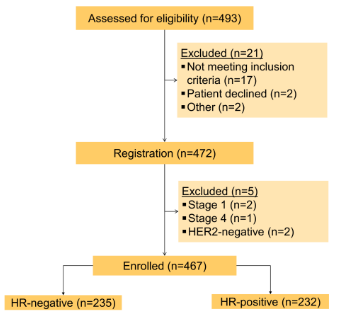 Assessed for eligibility (n=493)
Excluded (n=21)
▪Not meeting inclusion
criteria (n=17)
▪Patient declined (n=2)
▪Other (n=2)
Registration (n=472)
Excluded (n=5)
▪Stage 1 (n=2)
▪Stage 4 (n=1)
▪HER2-negative (n=2)
Enrolled (n=467)
HR-negative (n=235)
HR-positive (n=232)